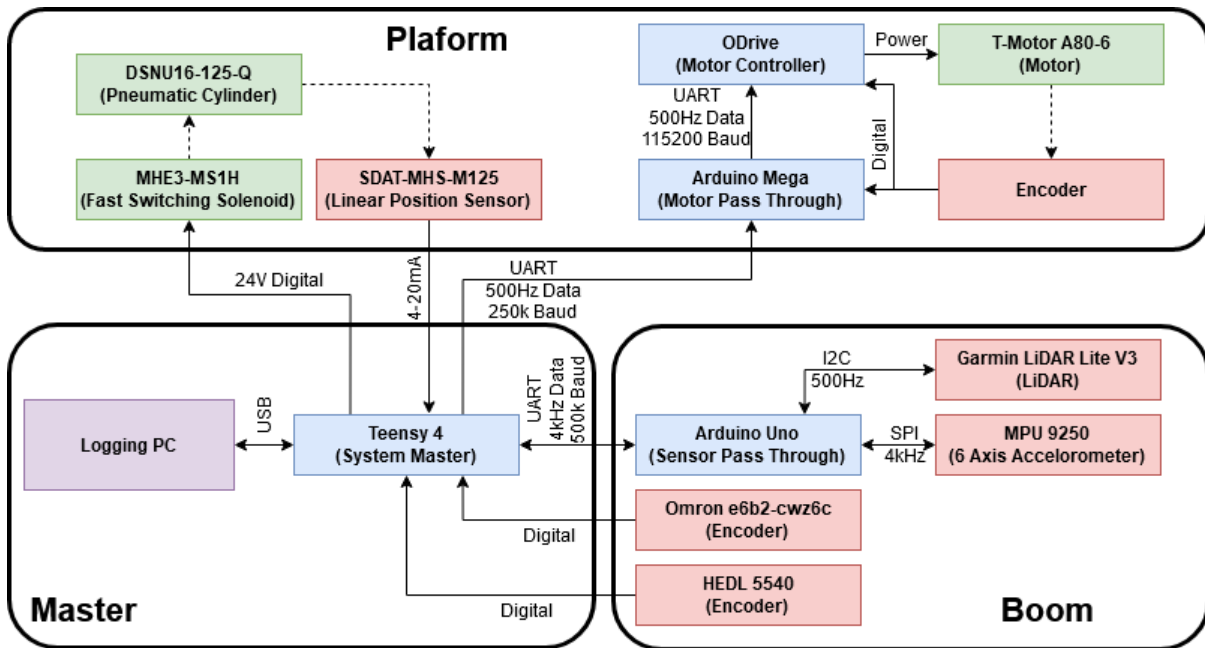 Plaform
DSNU16-125-Q
(Pneumatic Cylinder)
MHE3-MS1H
(Fast Switching Solenoid)
SDAT-MHS-M125
(Linear Position Sensor)
ODrive
(Motor Controller)
Power
T-Motor A80-6
(Motor)
UART
500Hz Data
115200 Baud
Digital
Arduino Mega
(Motor Pass Through)
Encoder
24V Digital
4-20mA
UART
500Hz Data
250k Baud
Logging PC
USB
Teensy 4
(System Master)
UART
4kHz Data
500k Baud
Digital
Digital
Master
I2C
500Hz
Garmin LiDAR Lite V3
(LiDAR)
Arduino Uno
(Sensor Pass Through)
SPI
4kHz
MPU 9250
(6 Axis Accelorometer)
Omron e6b2-cwz6c
(Encoder)
HEDL 5540
(Encoder)
Boom